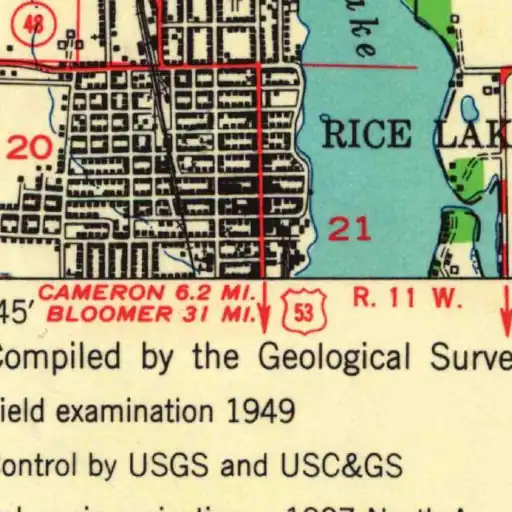 48
ake
20
RICE LAK
21
CAMERON 6.2 MI.
BLOOMER 31 MI.
53
R. 11 W.
45'
Compiled by the Geological Surve
ield examination 1949
Control by USGS and USC&GS